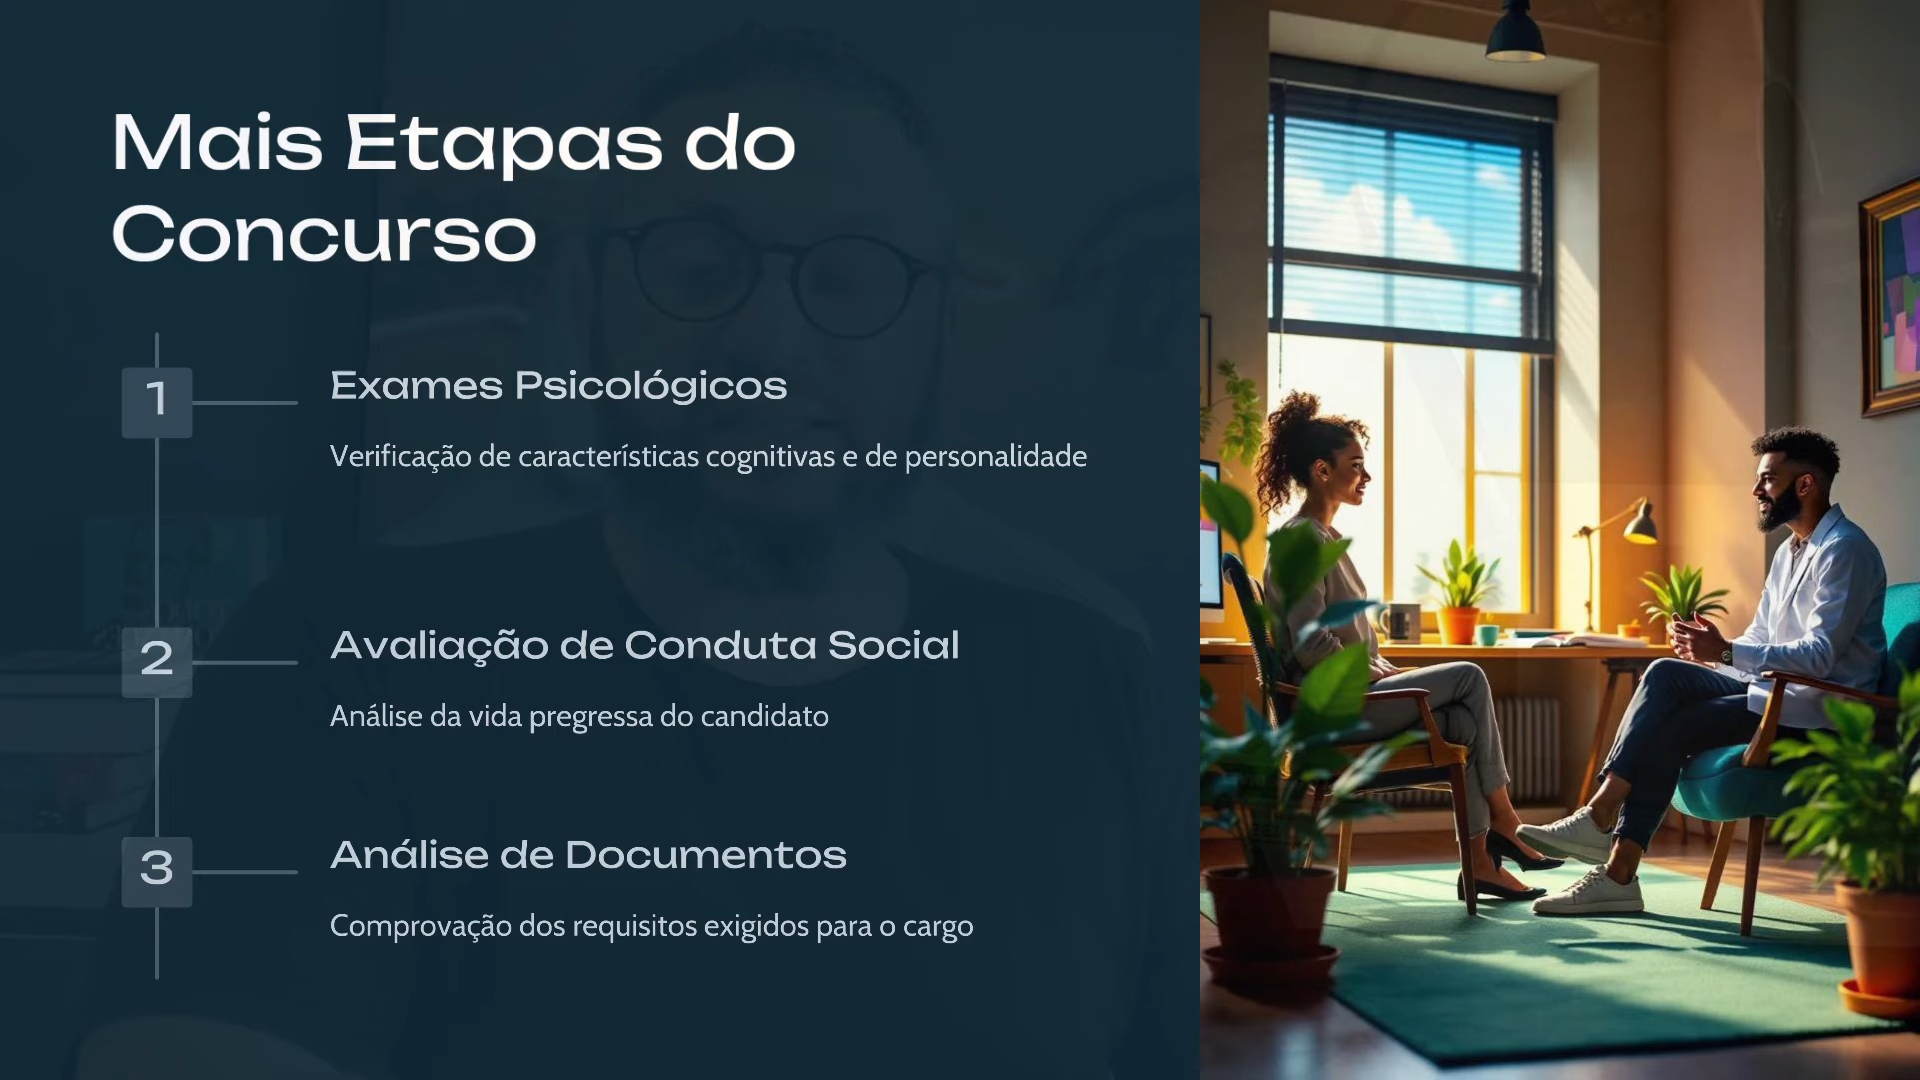 Mais Etapas do
Concurso
1
Exames Psicológicos
Verificação de características cognitivas e de personalidade
2
Avaliação de Conduta Social
Análise da vida pregressa do candidato
3
Análise de Documentos
Comprovação dos requisitos exigidos para o cargo